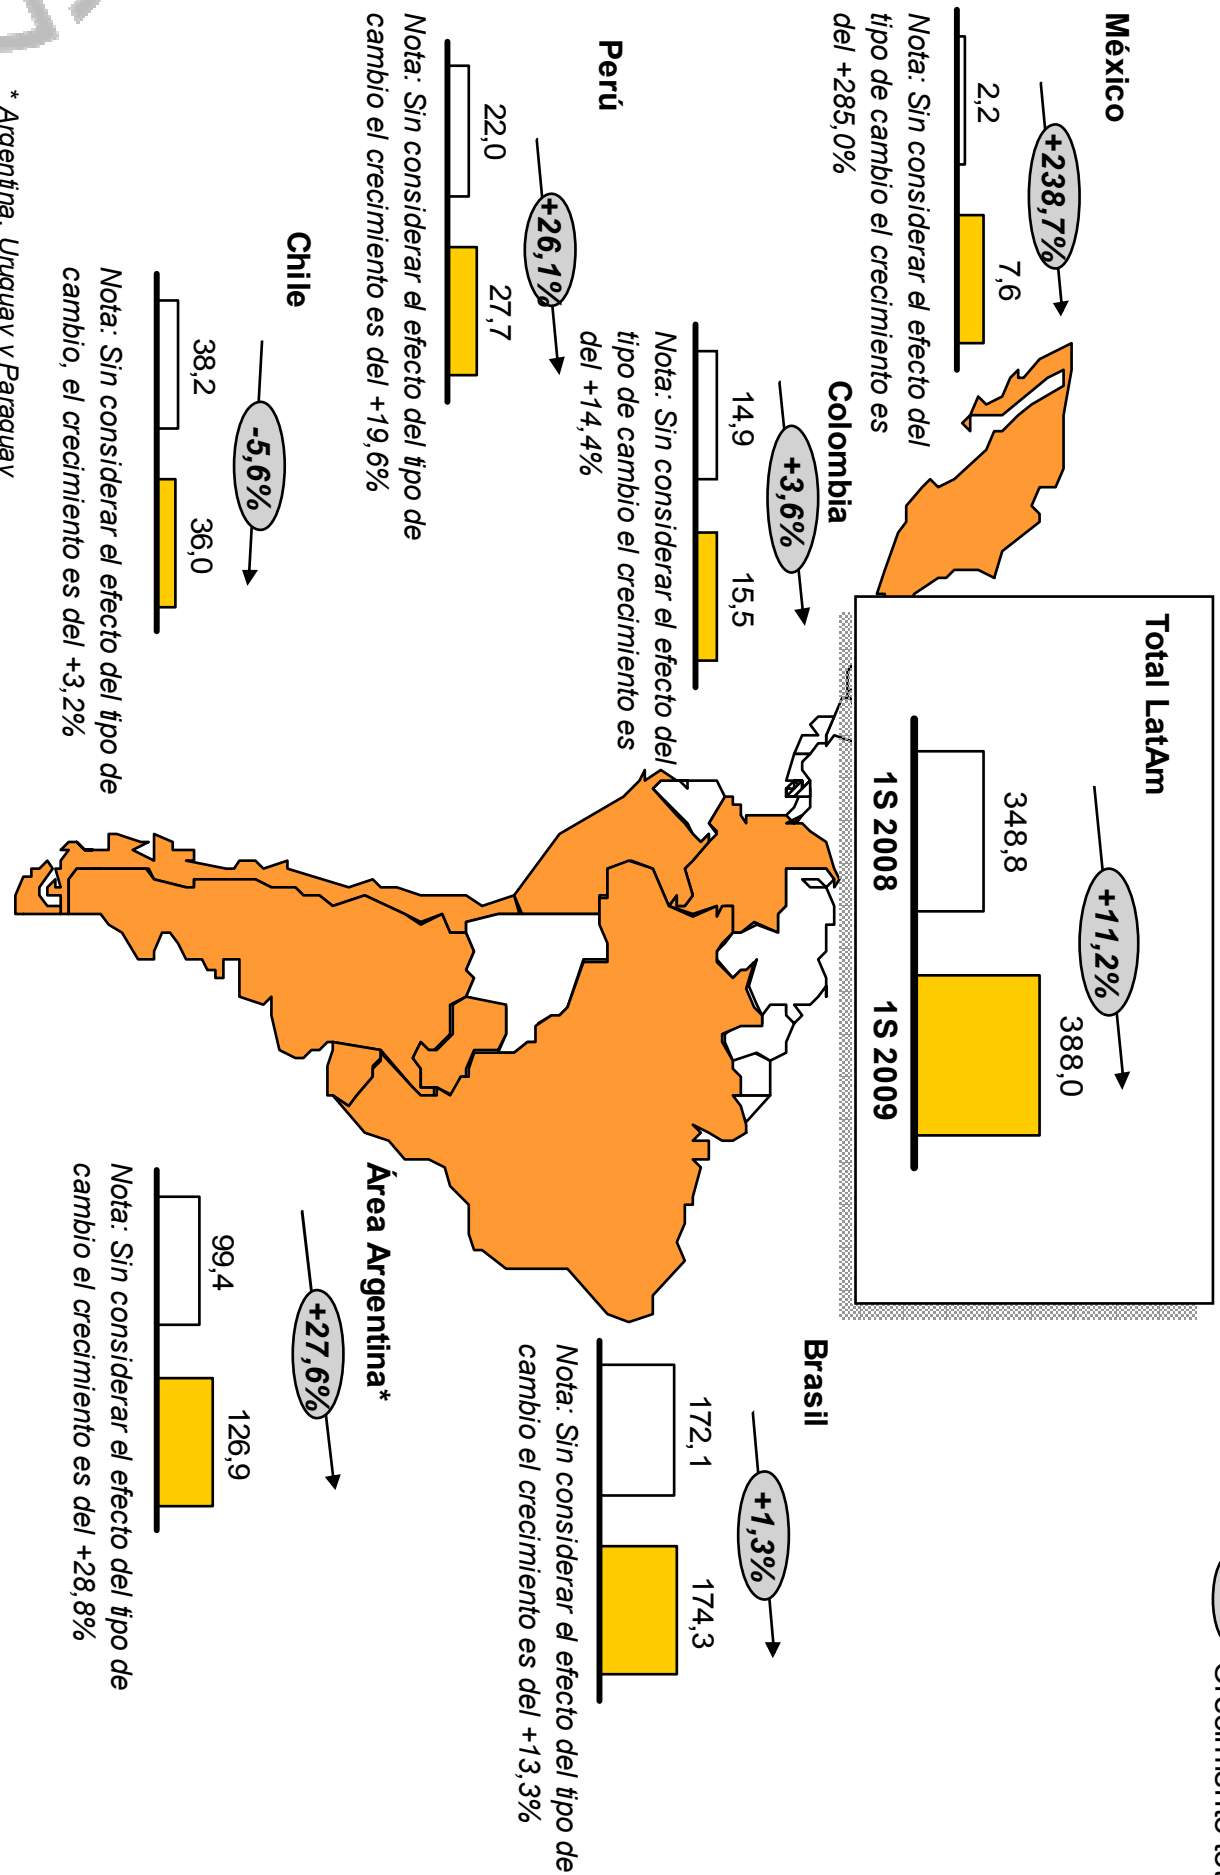 Crecimiento
México
+238,7%
2,2
7,6
Nota: Sin considerar el efecto del
tipo de cambio el crecimiento es
del +285,0%
Total LatAm
+11,2%
348,8
388,0
1S 2008
1S 2009
Colombia
+3,6%
14,9
15,5
Nota: Sin considerar el efecto del
tipo de cambio el crecimiento es
del +14,4%
Brasil
+1,3%
172,1
174,3
Nota: Sin considerar el efecto del tipo de
cambio el crecimiento es del +13,3%
Perú
+26,1%
22,0
27,7
Nota: Sin considerar el efecto del tipo de
cambio el crecimiento es del +19,6%
Área Argentina*
+27,6%
99,4
126,9
Nota: Sin considerar el efecto del tipo de
cambio el crecimiento es del +28,8%
Chile
-5,6%
38,2
36,0
Nota: Sin considerar el efecto del tipo de
cambio, el crecimiento es del +3,2%
* Argentina, Uruguay y Paraguay